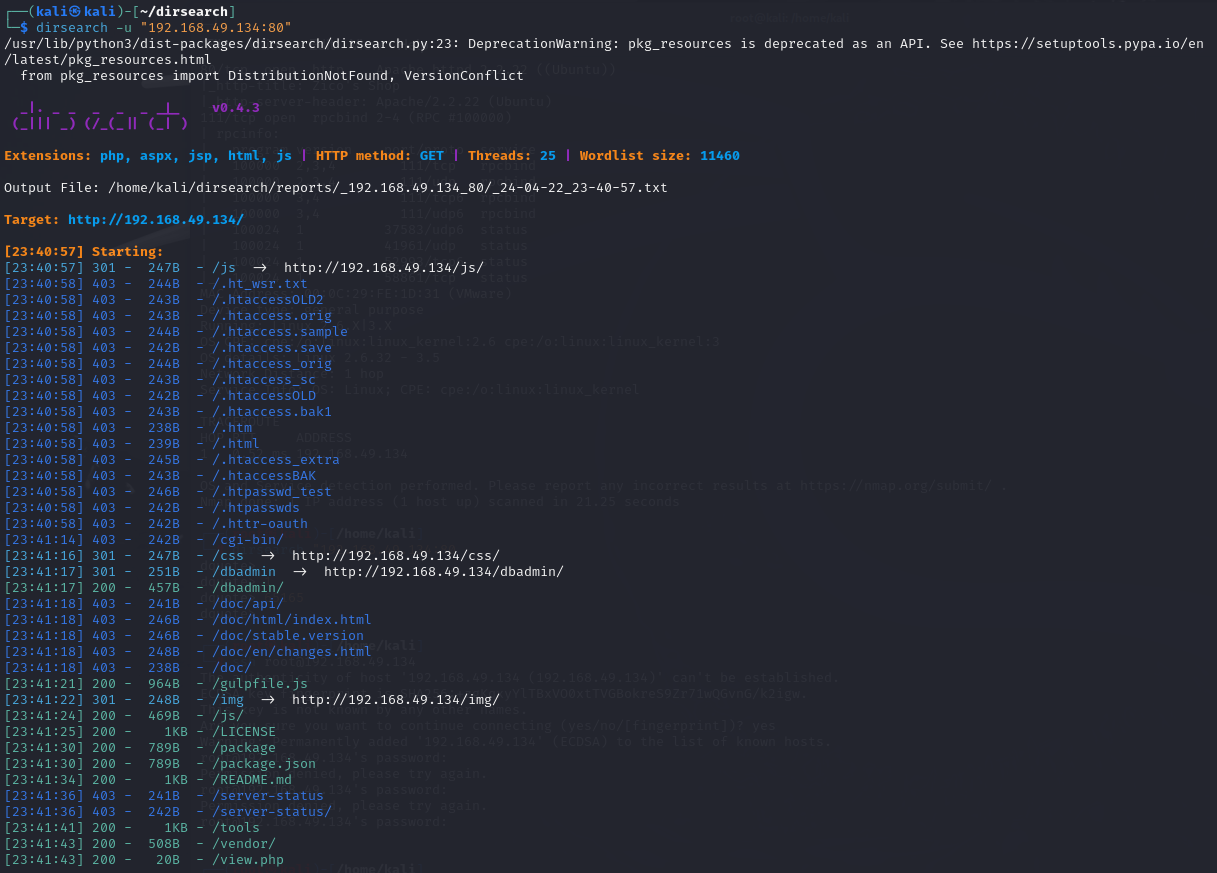 ┌──(kali㉿kali)-[~/dirsearch]
└─$ dirsearch -u "192.168.49.134:80"
/usr/lib/python3/dist-packages/dirsearch/dirsearch.py:23: DeprecationWarning: pkg_resources is deprecated as an API. See https://setuptools.pypa.io/en
/latest/pkg_resources.html
from pkg_resources import DistributionNotFound, VersionConflict
v0.4.3
Extensions: php, aspx, jsp, html, js | HTTP method: GET | Threads: 25 | Wordlist size: 11460
Output File: /home/kali/dirsearch/reports/_192.168.49.134_80/_24-04-22_23-40-57.txt
Target: http://192.168.49.134/
[23:40:57] Starting:
[23:40:57] 301 - 247B - /js → http://192.168.49.134/js/
[23:40:58] 403 - 244B - /.ht_wsr.txt
[23:40:58] 403 - 243B - /.htaccessOLD2
[23:40:58] 403 - 243B - /.htaccess.orig
[23:40:58] 403 - 244B - /.htaccess.sample
[23:40:58] 403 - 242B - /.htaccess.save
[23:40:58] 403 - 244B - /.htaccess_orig
[23:40:58] 403 - 243B - /.htaccess_sc
[23:40:58] 403 - 242B - /.htaccessOLD
[23:40:58] 403 - 243B - /.htaccess.bak1
[23:40:58] 403 - 238B - /.htm
[23:40:58] 403 - 239B - /.html
[23:40:58] 403 - 245B - /.htaccess_extra
[23:40:58] 403 - 243B - /.htaccessBAK
[23:40:58] 403 - 246B - /.htpasswd_test
[23:40:58] 403 - 242B - /.htpasswds
[23:40:58] 403 - 242B - /.httr-oauth
[23:41:14] 403 - 242B - /cgi-bin/
[23:41:16] 301 - 247B - /css → http://192.168.49.134/css/
[23:41:17] 301 - 251B - /dbadmin → http://192.168.49.134/dbadmin/
[23:41:17] 200 - 457B - /dbadmin/
[23:41:18] 403 - 241B - /doc/api/
[23:41:18] 403 - 246B - /doc/html/index.html
[23:41:18] 403 - 246B - /doc/stable.version
[23:41:18] 403 - 248B - /doc/en/changes.html
[23:41:18] 403 - 238B - /doc/
[23:41:21] 200 - 964B - /gulpfile.js
[23:41:22] 301 - 248B - /img → http://192.168.49.134/img/
[23:41:24] 200 - 469B - /js/
[23:41:25] 200 - 1KB - /LICENSE
[23:41:30] 200 - 789B - /package
[23:41:30] 200 - 789B - /package.json
[23:41:34] 200 - 1KB - /README.md
[23:41:36] 403 - 241B - /server-status
[23:41:36] 403 - 242B - /server-status/
[23:41:41] 200 - 1KB - /tools
[23:41:43] 200 - 508B - /vendor/
[23:41:43] 200 - 20B - /view.php